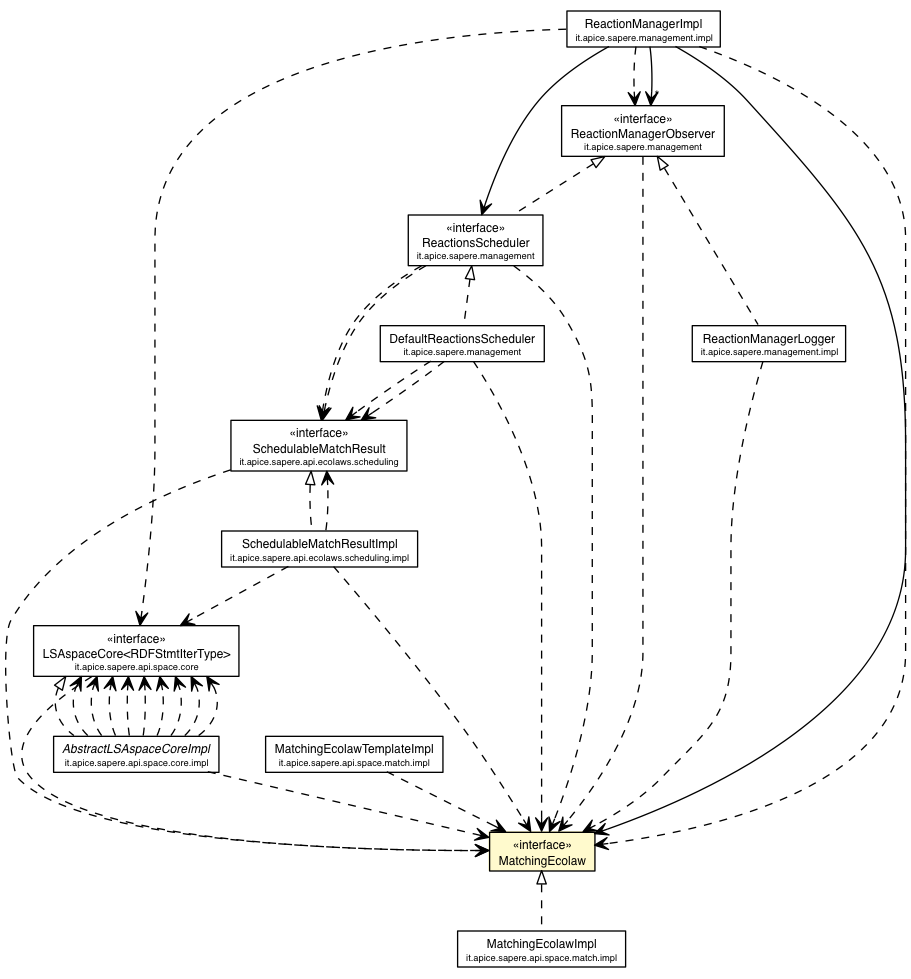 ReactionManagerImpl
it.apice.sapere.management.impl
«interface»
ReactionManagerObserver
it.apice.sapere.management
«interface»
ReactionsScheduler
it.apice.sapere.management
DefaultReactionsScheduler
it.apice.sapere.management
ReactionManagerLogger
it.apice.sapere.management.impl
«interface»
SchedulableMatchResult
it.apice.sapere.api.ecolaws.scheduling
SchedulableMatchResultImpl
it.apice.sapere.api.ecolaws.scheduling.impl
«interface»
LSAspaceCore<RDFStmtIterType>
it.apice.sapere.api.space.core
AbstractLSAspaceCoreImpl
it.apice.sapere.api.space.core.impl
MatchingEcolawTemplateImpl
it.apice.sapere.api.space.match.impl
«interface»
MatchingEcolaw
MatchingEcolawImpl
it.apice.sapere.api.space.match.impl